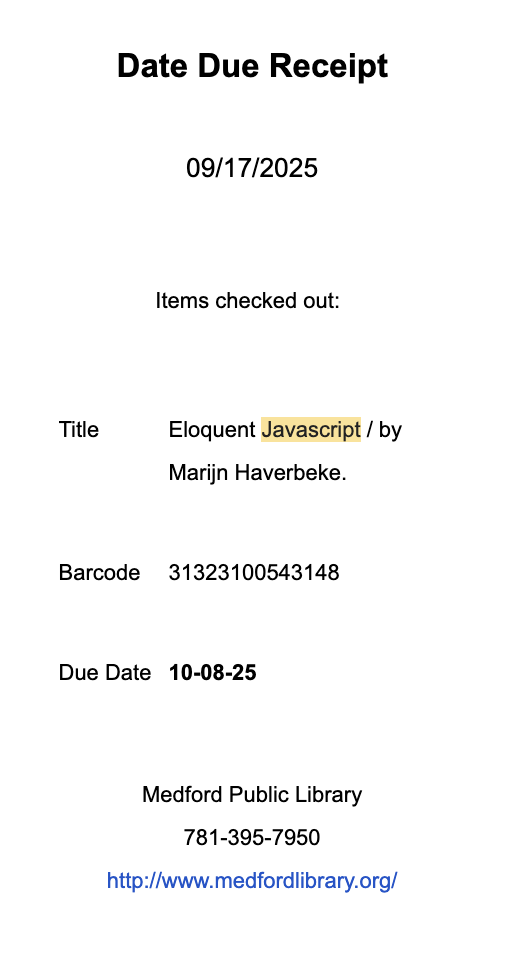 Date Due Receipt
09/17/2025
Items checked out:
Title Eloquent Javascript / by
Marijn Haverbeke.
Barcode 31323100543148
Due Date 10-08-25
Medford Public Library
781-395-7950
http://www.medfordlibrary.org/